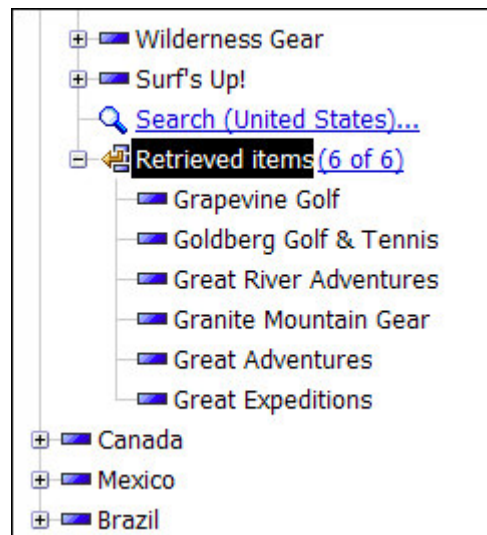 Wilderness Gear
Surf's Up!
Search (United States)...
Retrieved items (6 of 6)
Grapevine Golf
Goldberg Golf & Tennis
Great River Adventures
Granite Mountain Gear
Great Adventures
Great Expeditions
Canada
Mexico
Brazil